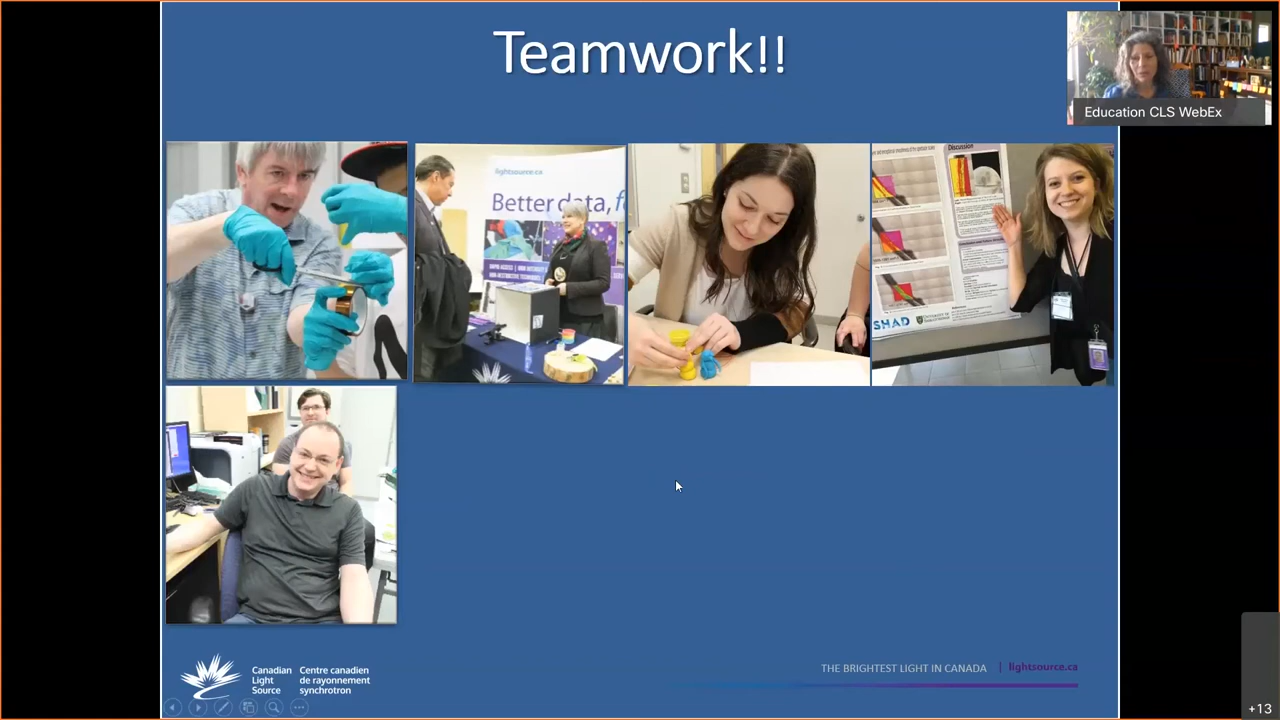 Teamwork!!
Education CLS WebEx
lightsource.ca
Better data, f
Discussion
SHAD
Canadian
Light
Source
Centre canadien
de rayonnement
synchrotron
THE BRIGHTEST LIGHT IN CANADA | lightsource.ca
+13